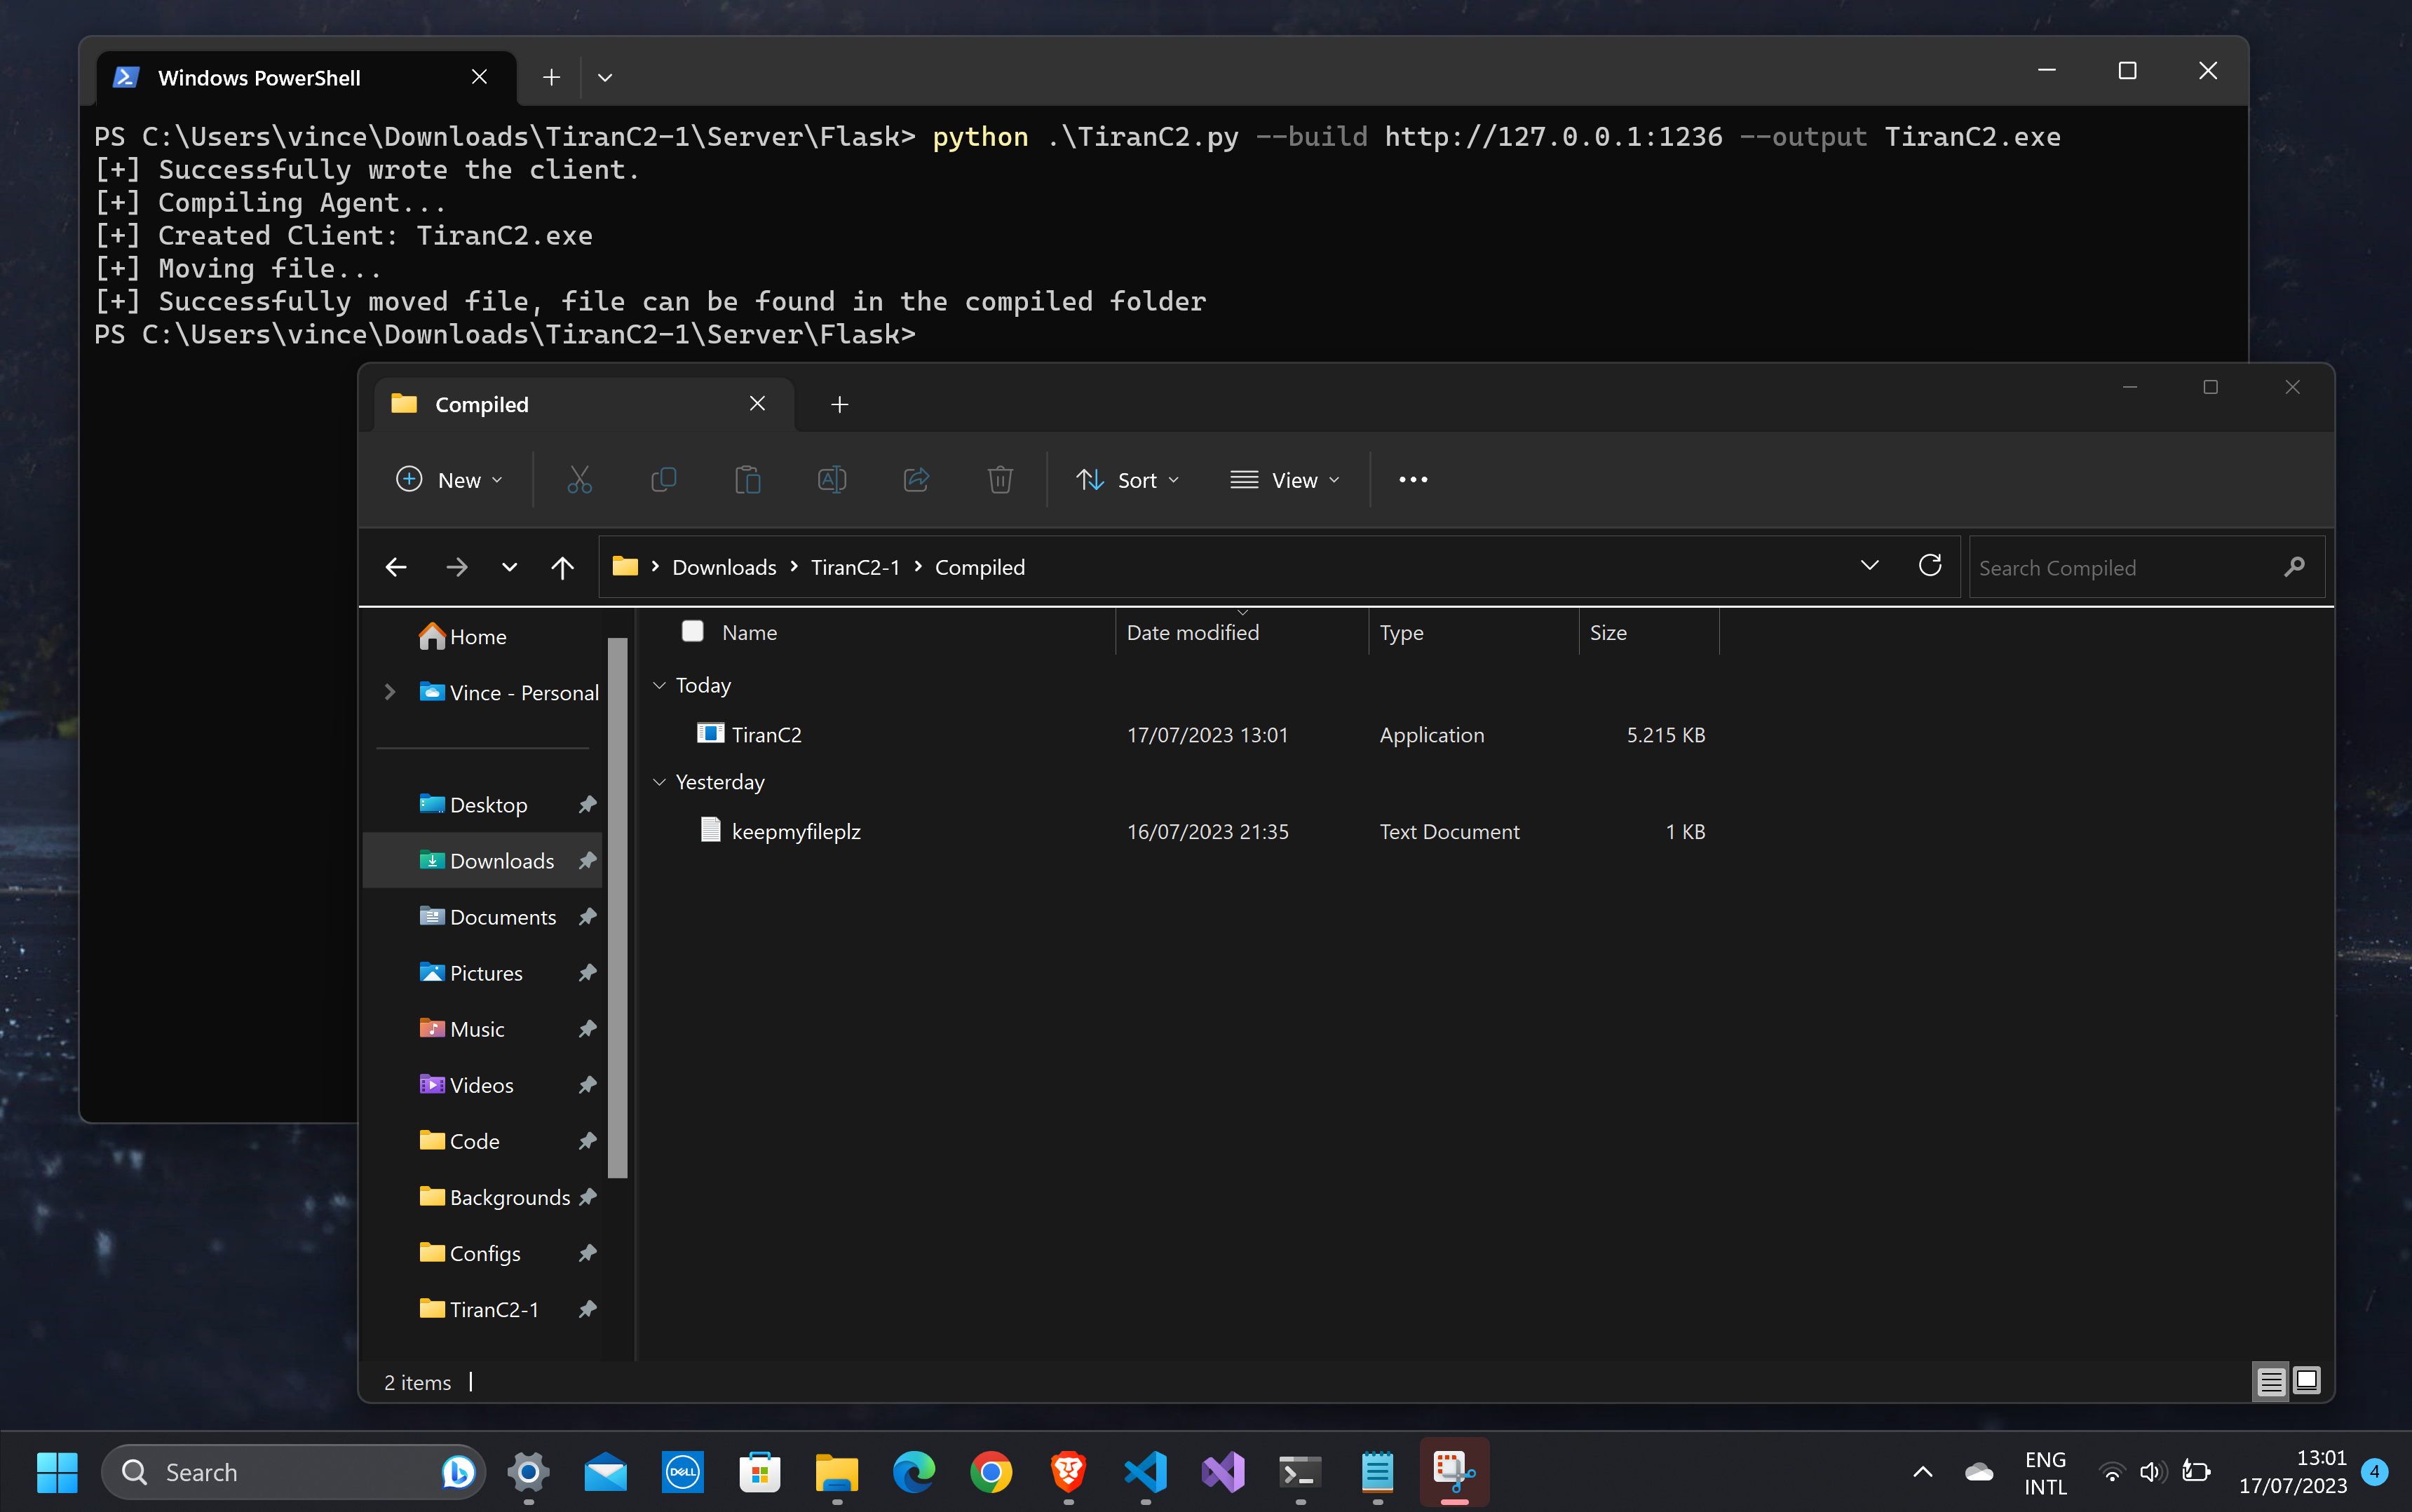 Windows PowerShell
PS C:\Users\vince\Downloads\TiranC2-1\Server\Flask> python .\TiranC2.py --build http://127.0.0.1:1236 --output TiranC2.exe
[+] Successfully wrote the client.
[+] Compiling Agent...
[+] Created Client: TiranC2.exe
[+] Moving file...
[+] Successfully moved file, file can be found in the compiled folder
PS C:\Users\vince\Downloads\TiranC2-1\Server\Flask>
Compiled
New Sort View
Downloads TiranC2-1 Compiled Search Compiled
Name Date modified Type Size
Home
Vince - Personal
Desktop
Downloads
Documents
Pictures
Music
Videos
Code
Backgrounds
Configs
TiranC2-1
Today
TiranC2 17/07/2023 13:01 Application 5.215 KB
Yesterday
keepmyfileplz 16/07/2023 21:35 Text Document 1 KB
2 items
Search
DELL
ENG
INTL
13:01
17/07/2023
4